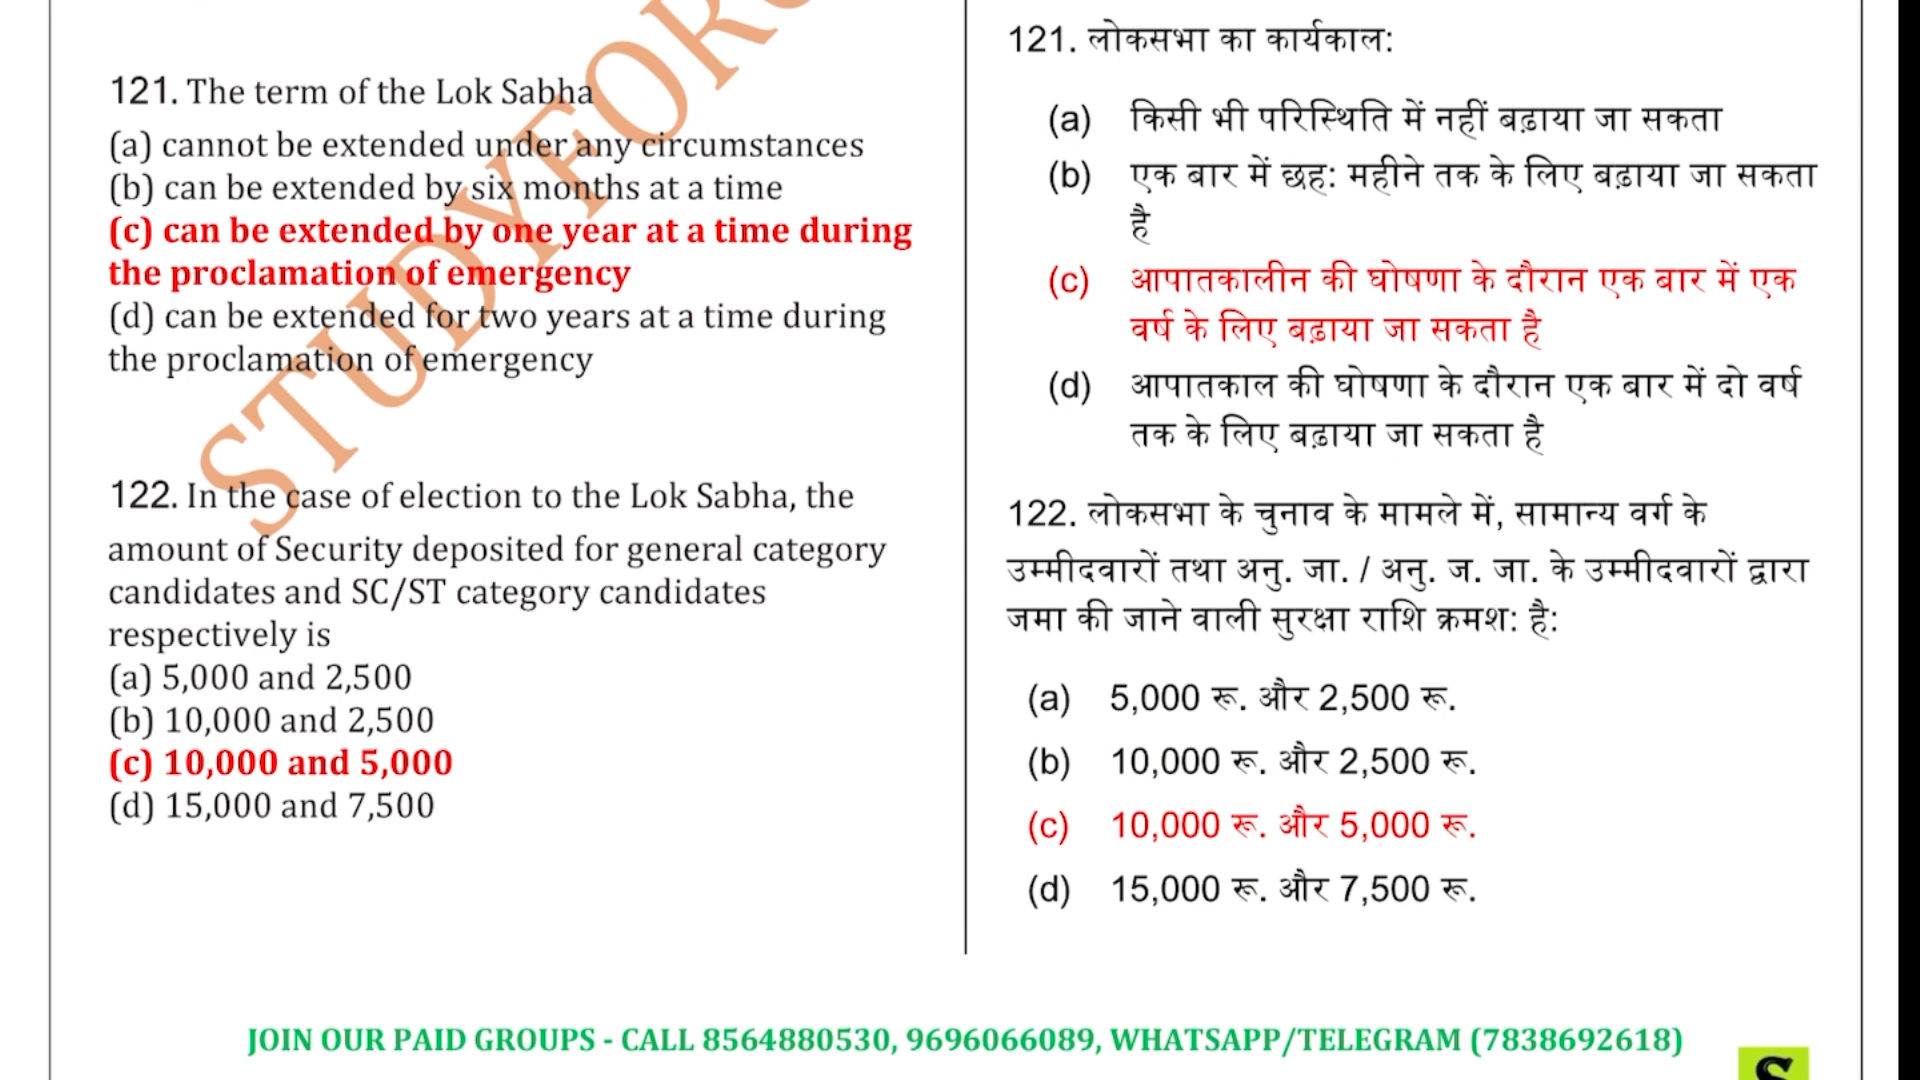 121. The term of the Lok Sabha
(a) cannot be extended under any circumstances
(b) can be extended by six months at a time
(c) can be extended by one year at a time during
the proclamation of emergency
(d) can be extended for two years at a time during
the proclamation of emergency
122. In the case of election to the Lok Sabha, the
amount of Security deposited for general category
candidates and SC/ST category candidates
respectively is
(a) 5,000 and 2,500
(b) 10,000 and 2,500
(c) 10,000 and 5,000
(d) 15,000 and 7,500
121. लोकसभा का कार्यकाल:
(a) किसी भी परिस्थिति में नहीं बढ़ाया जा सकता
(b) एक बार में छह: महीने तक के लिए बढ़ाया जा सकता
है
(c) आपातकालीन की घोषणा के दौरान एक बार में एक
वर्ष के लिए बढ़ाया जा सकता है
(d) आपातकाल की घोषणा के दौरान एक बार में दो वर्ष
तक के लिए बढ़ाया जा सकता है
122. लोकसभा के चुनाव के मामले में, सामान्य वर्ग के
उम्मीदवारों तथा अनु. जा. / अनु. ज. जा. के उम्मीदवारों द्वारा
जमा की जाने वाली सुरक्षा राशि क्रमश: है:
(a) 5,000 रू. और 2,500 रू.
(b) 10,000 रू. और 2,500 रू.
(c) 10,000 रू. और 5,000 रू.
(d) 15,000 रू. और 7,500 रू.
STUDYFOR
JOIN OUR PAID GROUPS - CALL 8564880530, 9696066089, WHATSAPP/TELEGRAM (7838692618)
S